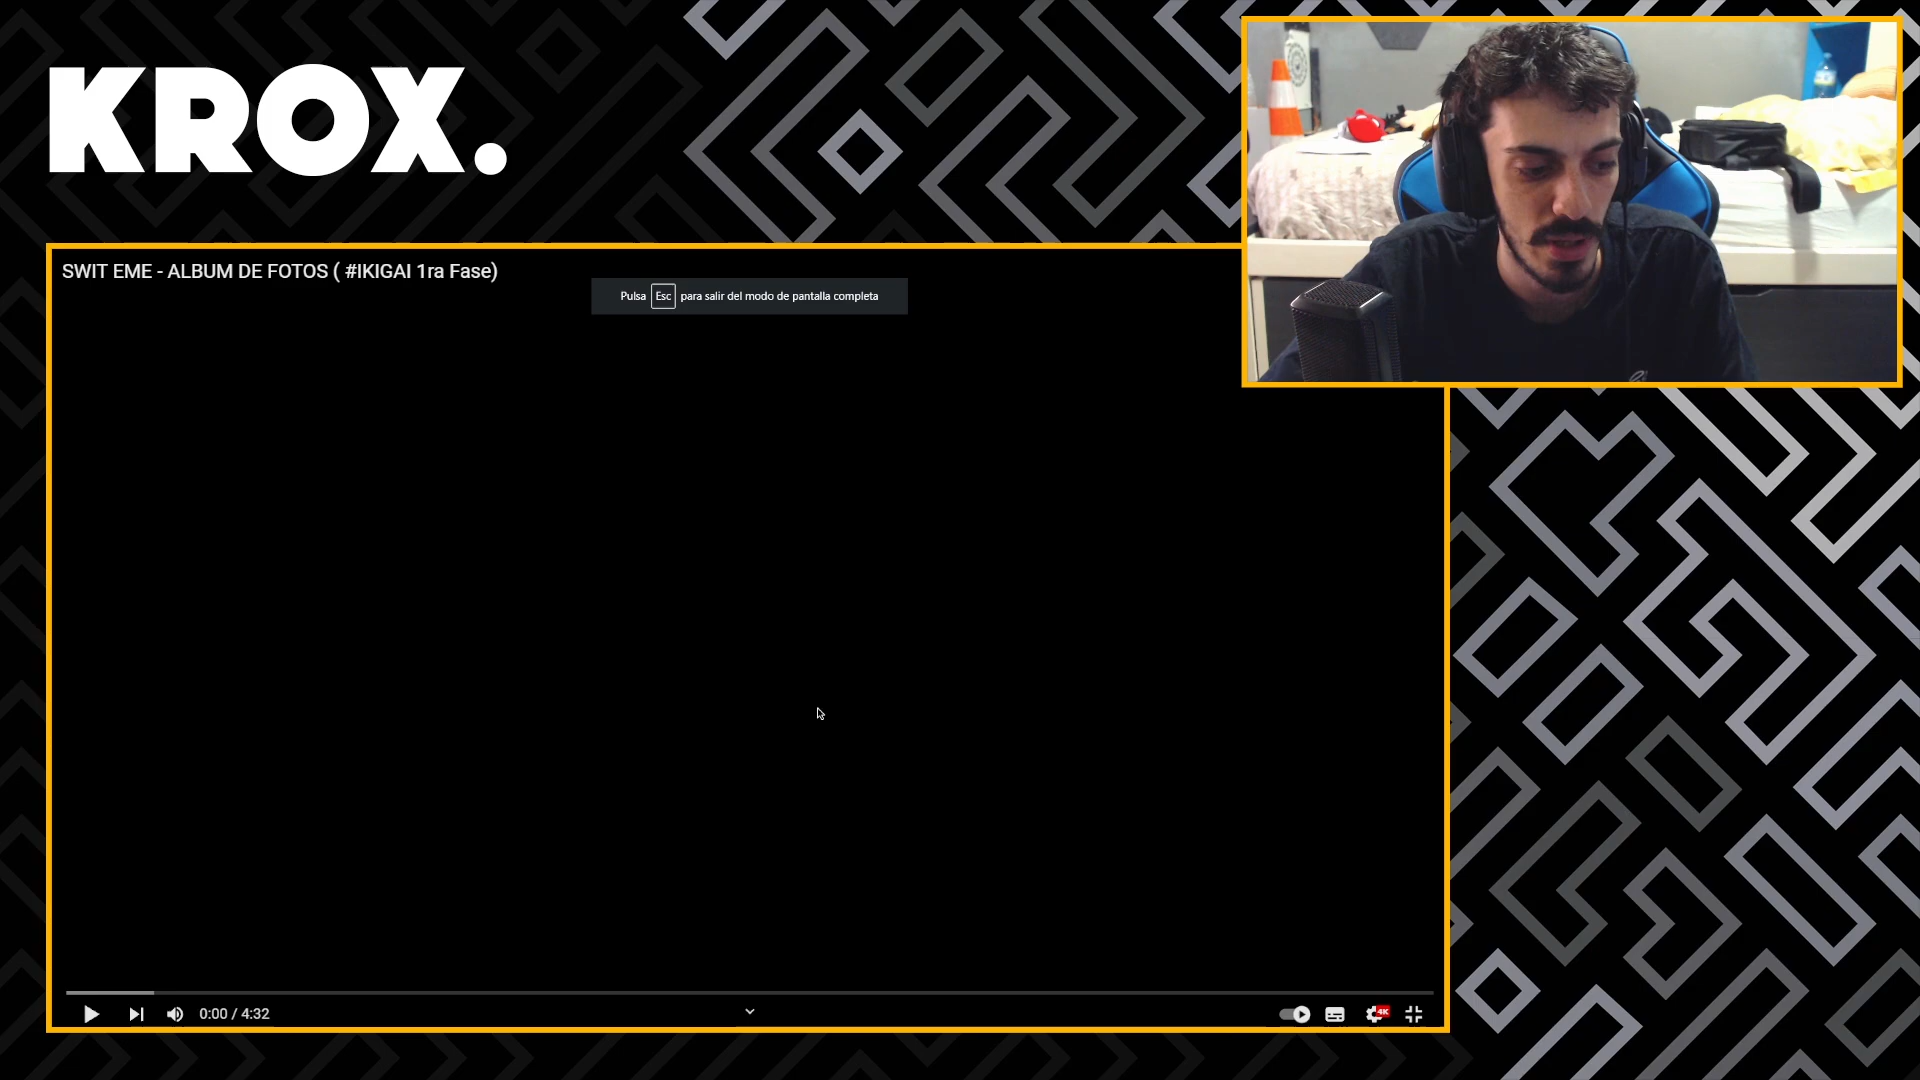 KROX.
SWIT EME - ALBUM DE FOTOS ( #IKIGAI 1ra Fase)
Pulsa Esc para salir del modo de pantalla completa
0:00 / 4:32
4K